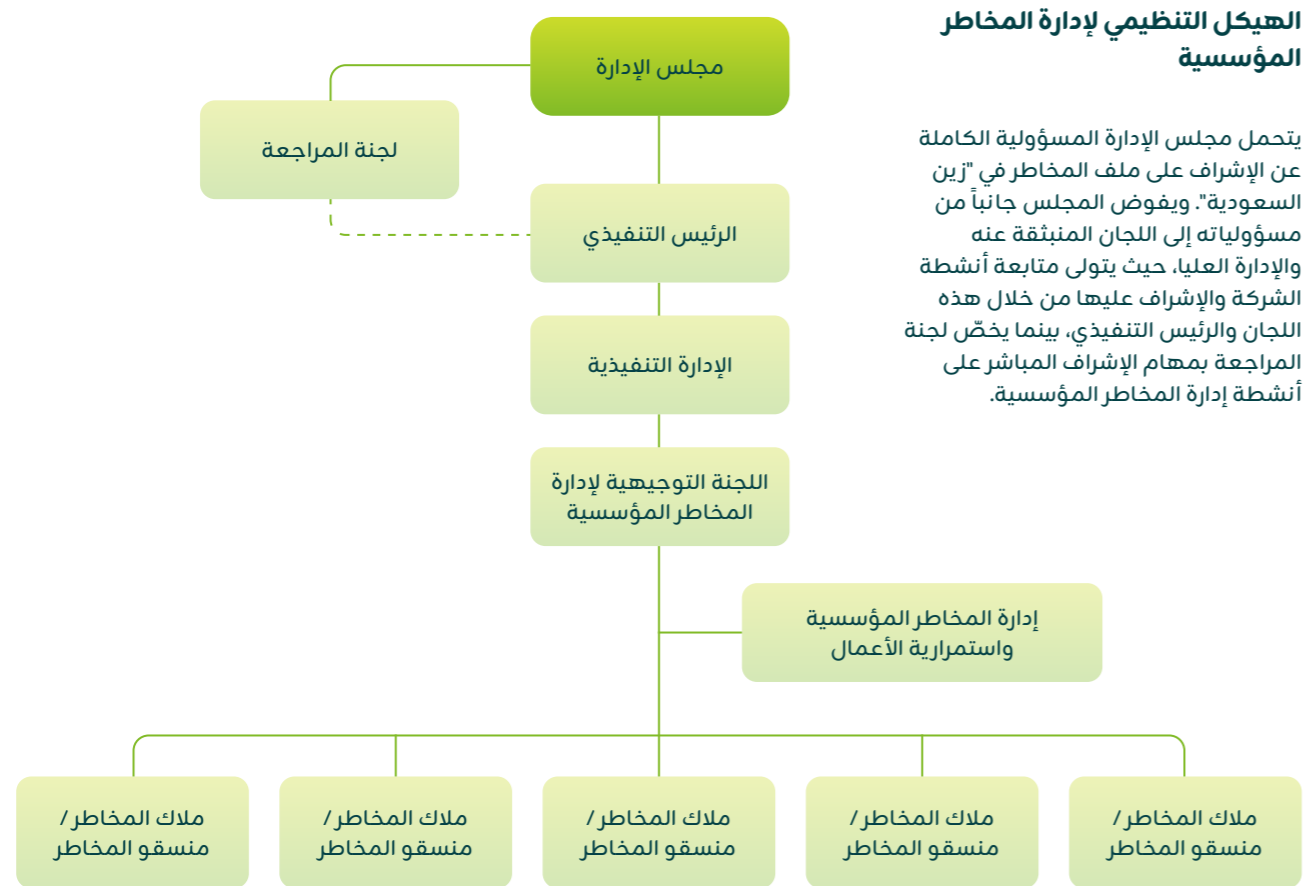 الهيكل التنظيمي لإدارة المخاطر
المؤسسية
يتحمل مجلس الإدارة المسؤولية الكاملة
عن الإشراف على ملف المخاطر في "زين
السعودية". ويفوض المجلس جانباً من
مسؤولياته إلى اللجان المنبثقة عنه
والإدارة العليا، حيث يتولى متابعة أنشطة
الشركة والإشراف عليها من خلال هذه
اللجان والرئيس التنفيذي، بينما يخصّ لجنة
المراجعة بمهام الإشراف المباشر على
أنشطة إدارة المخاطر المؤسسية.
مجلس الإدارة
لجنة المراجعة
الرئيس التنفيذي
الإدارة التنفيذية
اللجنة التوجيهية لإدارة
المخاطر المؤسسية
إدارة المخاطر المؤسسية
واستمرارية الأعمال
ملاك المخاطر /
منسقو المخاطر
ملاك المخاطر /
منسقو المخاطر
ملاك المخاطر /
منسقو المخاطر
ملاك المخاطر /
منسقو المخاطر
ملاك المخاطر /
منسقو المخاطر